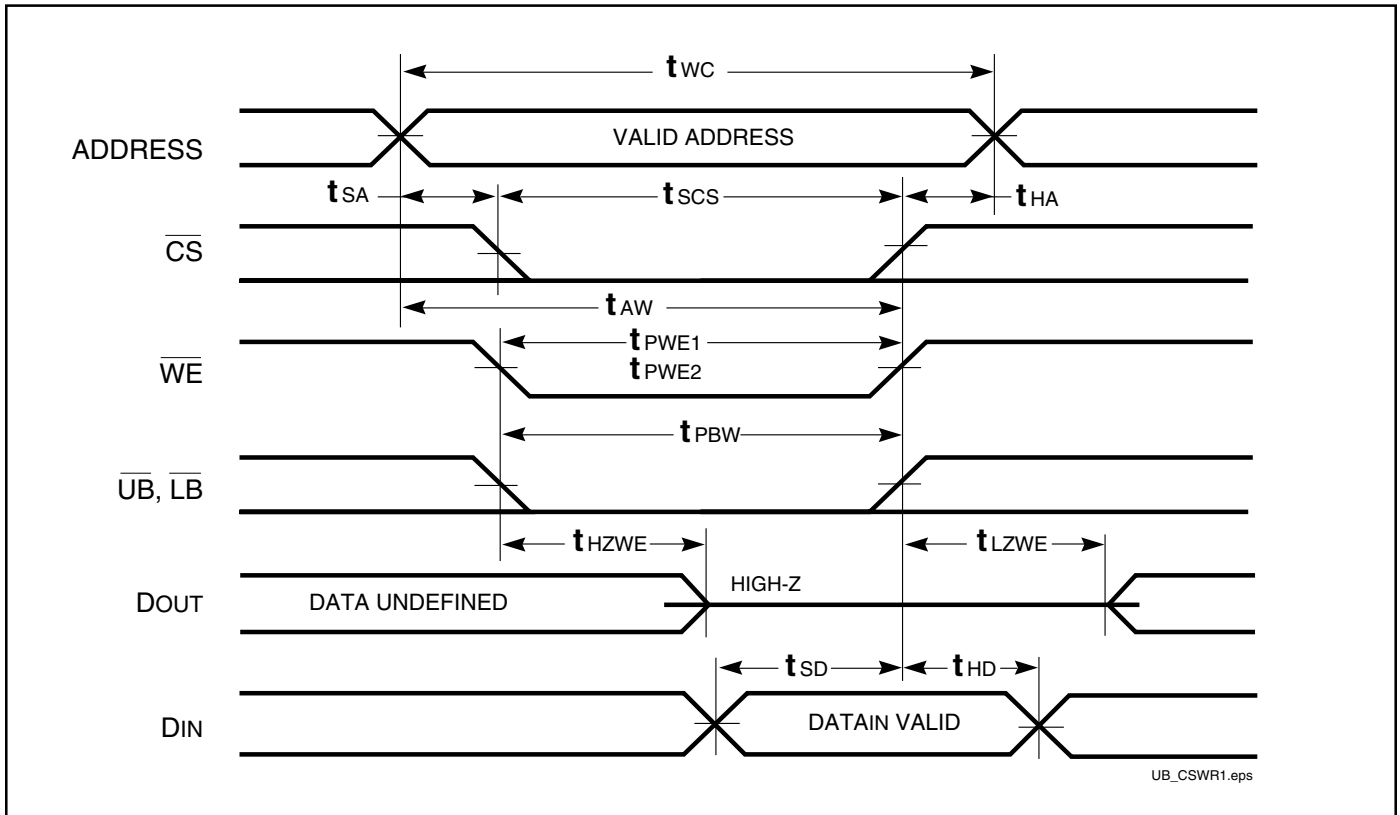 tWC
ADDRESS
VALID ADDRESS
tSA
tSCS
tHA
CS
tAW
WE
tPWE1
tPWE2
tPBW
UB, LB
tHZWE
tLZWE
DOUT
DATA UNDEFINED
HIGH-Z
tSD
tHD
DIN
DATAIN VALID
UB_CSWR1.eps